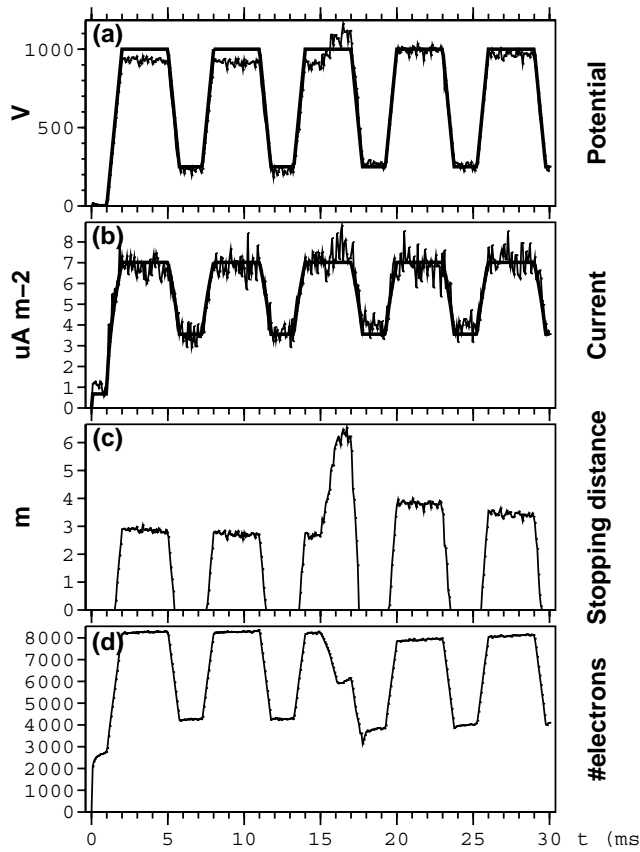 (a)
1000
500
0
V
Potential
(b)
8
7
6
5
4
3
2
1
0
uA m-2
Current
(c)
6
5
4
3
2
1
0
m
Stopping distance
(d)
8000
7000
6000
5000
4000
3000
2000
1000
0
#electrons
0 5 10 15 20 25 30 t (ms